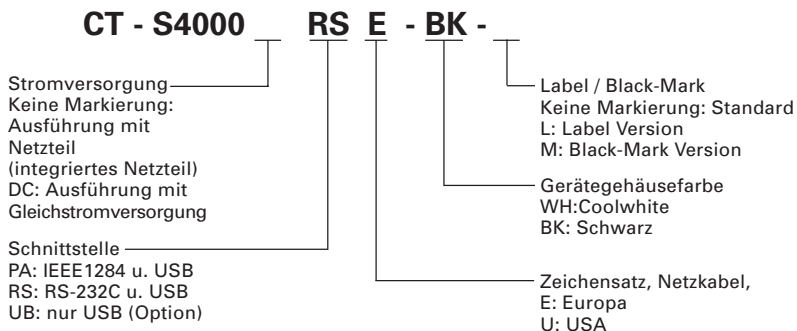 CT - S4000 __ RS E - BK - __
Stromversorgung
Keine Markierung:
Ausführung mit
Netzteil
(integriertes Netzteil)
DC: Ausführung mit
Gleichstromversorgung
Schnittstelle
PA: IEEE1284 u. USB
RS: RS-232C u. USB
UB: nur USB (Option)
Label / Black-Mark
Keine Markierung: Standard
L: Label Version
M: Black-Mark Version
Gerätegehäusefarbe
WH:Coolwhite
BK: Schwarz
Zeichensatz, Netzkabel,
E: Europa
U: USA